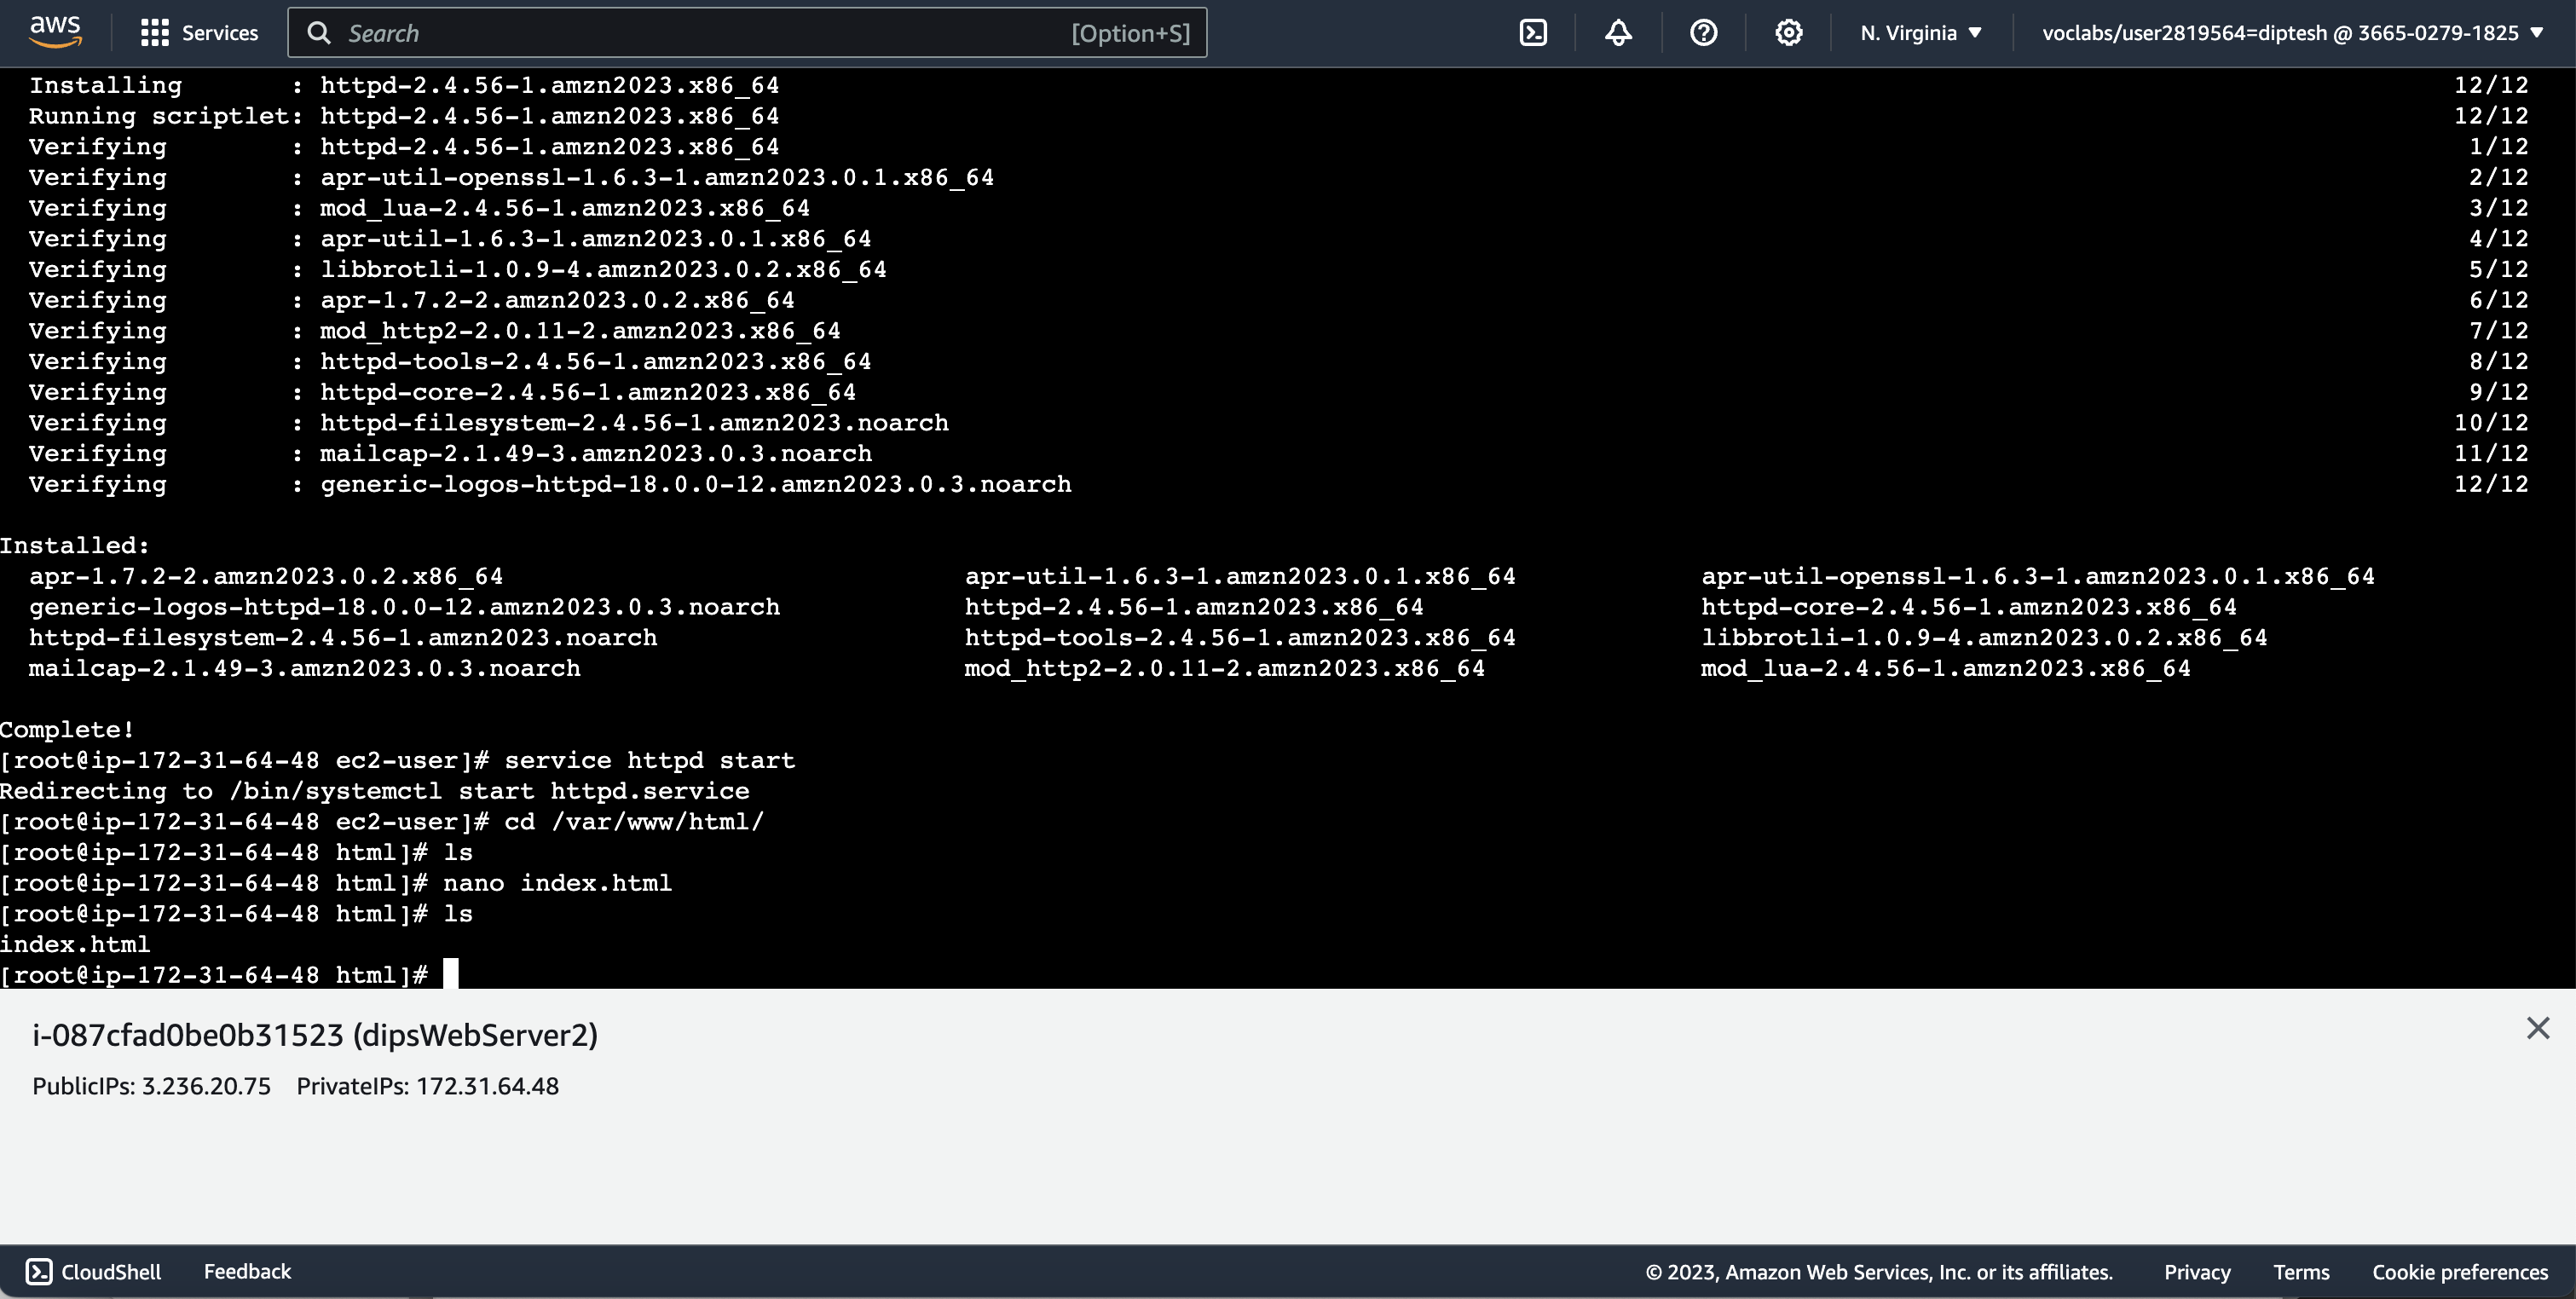 aws Services Search [Option+S] N. Virginia voclabs/user2819564=diptesh @ 3665-0279-1825
Installing : httpd-2.4.56-1.amzn2023.x86_64 12/12
Running scriptlet: httpd-2.4.56-1.amzn2023.x86_64 12/12
Verifying : httpd-2.4.56-1.amzn2023.x86_64 1/12
Verifying : apr-util-openssl-1.6.3-1.amzn2023.0.1.x86_64 2/12
Verifying : mod_lua-2.4.56-1.amzn2023.x86_64 3/12
Verifying : apr-util-1.6.3-1.amzn2023.0.1.x86_64 4/12
Verifying : libbrotli-1.0.9-4.amzn2023.0.2.x86_64 5/12
Verifying : apr-1.7.2-2.amzn2023.0.2.x86_64 6/12
Verifying : mod_http2-2.0.11-2.amzn2023.x86_64 7/12
Verifying : httpd-tools-2.4.56-1.amzn2023.x86_64 8/12
Verifying : httpd-core-2.4.56-1.amzn2023.x86_64 9/12
Verifying : httpd-filesystem-2.4.56-1.amzn2023.noarch 10/12
Verifying : mailcap-2.1.49-3.amzn2023.0.3.noarch 11/12
Verifying : generic-logos-httpd-18.0.0-12.amzn2023.0.3.noarch 12/12
Installed:
apr-1.7.2-2.amzn2023.0.2.x86_64 apr-util-1.6.3-1.amzn2023.0.1.x86_64 apr-util-openssl-1.6.3-1.amzn2023.0.1.x86_64
generic-logos-httpd-18.0.0-12.amzn2023.0.3.noarch httpd-2.4.56-1.amzn2023.x86_64 httpd-core-2.4.56-1.amzn2023.x86_64
httpd-filesystem-2.4.56-1.amzn2023.noarch httpd-tools-2.4.56-1.amzn2023.x86_64 libbrotli-1.0.9-4.amzn2023.0.2.x86_64
mailcap-2.1.49-3.amzn2023.0.3.noarch mod_http2-2.0.11-2.amzn2023.x86_64 mod_lua-2.4.56-1.amzn2023.x86_64
Complete!
[root@ip-172-31-64-48 ec2-user]# service httpd start
Redirecting to /bin/systemctl start httpd.service
[root@ip-172-31-64-48 ec2-user]# cd /var/www/html/
[root@ip-172-31-64-48 html]# ls
[root@ip-172-31-64-48 html]# nano index.html
[root@ip-172-31-64-48 html]# ls
index.html
[root@ip-172-31-64-48 html]#
i-087cfad0be0b31523 (dipsWebServer2)
PublicIPs: 3.236.20.75 PrivateIPs: 172.31.64.48
CloudShell Feedback © 2023, Amazon Web Services, Inc. or its affiliates. Privacy Terms Cookie preferences